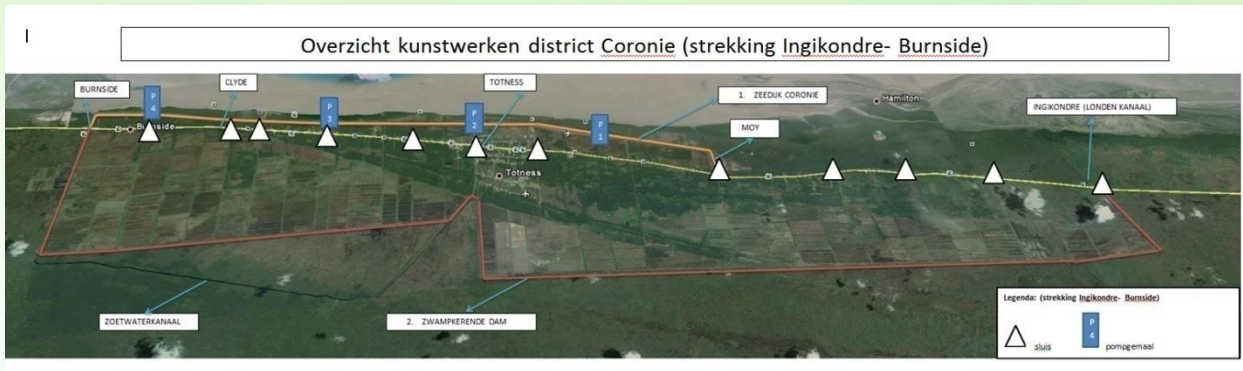 Overzicht kunstwerken district Coronie (strekking Ingikondre- Burnside)
BURNSIDE
P
4
CLYDE
P
3
TOTNESS
P
2
P
1
1. ZEEDIJK CORONIE
MOY
Hamilton
INGIKONDRE (LONDEN KANAAL)
Burnside
Totness
ZOETWATERKANAAL
2. ZWAMPKERENDE DAM
Legenda: (strekking Ingikondre- Burnside)
sluis
P
4
pompgemaal